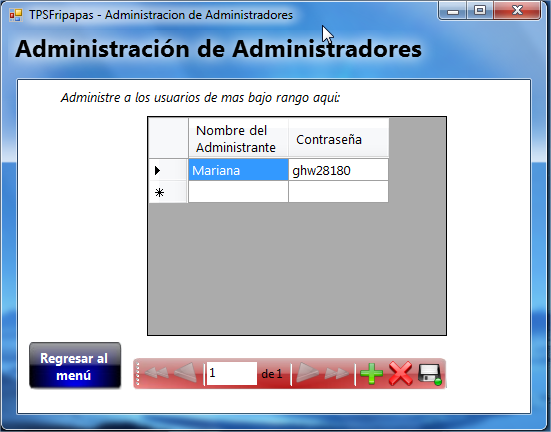 TPSFripapas - Administracion de Administradores
Administración de Administradores
Administre a los usuarios de mas bajo rango aqui:
Nombre del
Administrante
Contraseña
Mariana
ghw28180
Regresar al
menú
1
de 1